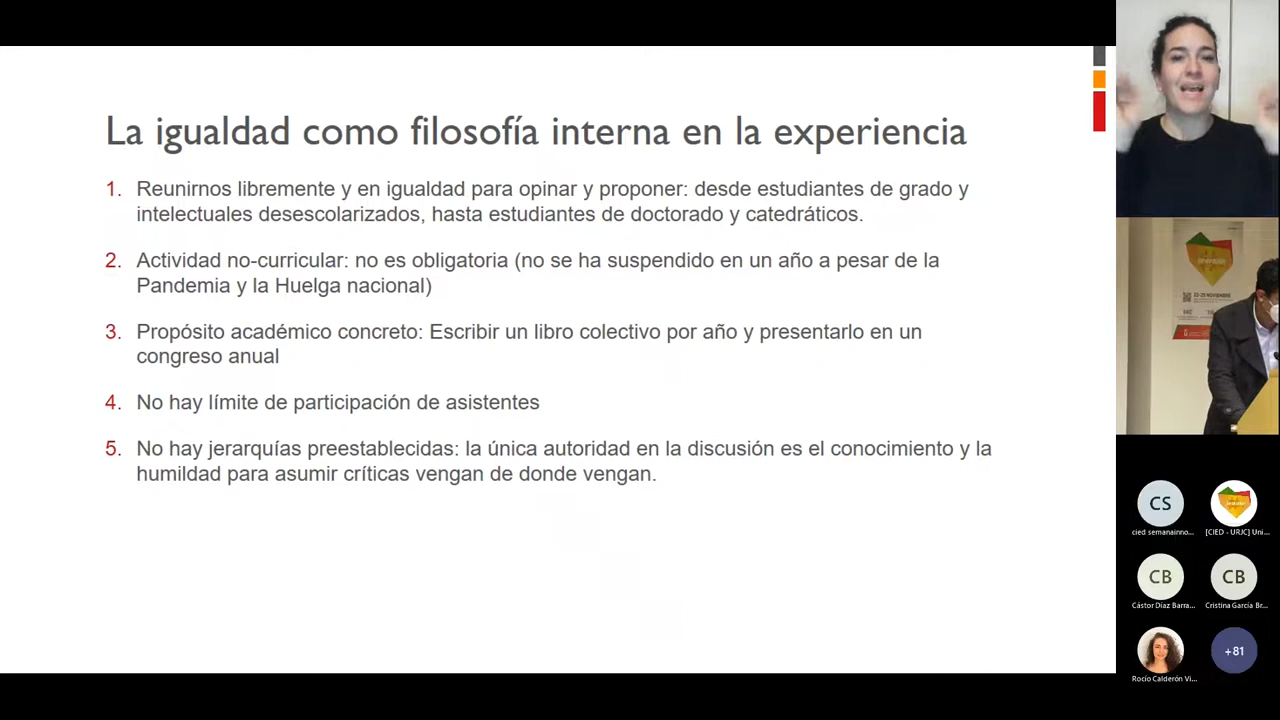 La igualdad como filosofía interna en la experiencia
1. Reunirnos libremente y en igualdad para opinar y proponer: desde estudiantes de grado y
intelectuales desescolarizados, hasta estudiantes de doctorado y catedráticos.
2. Actividad no-curricular: no es obligatoria (no se ha suspendido en un año a pesar de la
Pandemia y la Huelga nacional)
3. Propósito académico concreto: Escribir un libro colectivo por año y presentarlo en un
congreso anual
4. No hay límite de participación de asistentes
5. No hay jerarquías preestablecidas: la única autoridad en la discusión es el conocimiento y la
humildad para asumir críticas vengan de donde vengan.
22-25 NOVIEMBRE
CS
cied semanainno...
[CIED - URJC] Uni...
CB
Cástor Díaz Barra...
CB
Cristina García Br...
Rocío Calderón Vi...
+81